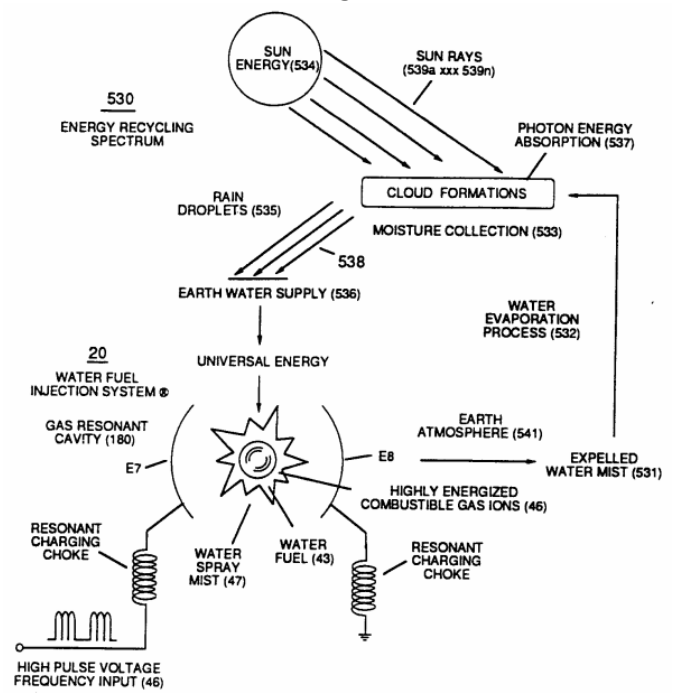 SUN
ENERGY(534)
SUN RAYS
(539a xxx 539n)
530
ENERGY RECYCLING
SPECTRUM
PHOTON ENERGY
ABSORPTION (537)
CLOUD FORMATIONS
RAIN
DROPLETS (535)
MOISTURE COLLECTION (533)
538
EARTH WATER SUPPLY (536)
WATER
EVAPORATION
PROCESS (532)
UNIVERSAL ENERGY
20
WATER FUEL
INJECTION SYSTEM ®
GAS RESONANT
CAVITY (180)
E7
E8
EARTH
ATMOSPHERE (541)
EXPELLED
WATER MIST (531)
HIGHLY ENERGIZED
COMBUSTIBLE GAS IONS (46)
RESONANT
CHARGING
CHOKE
WATER
SPRAY
MIST (47)
WATER
FUEL (43)
RESONANT
CHARGING
CHOKE
HIGH PULSE VOLTAGE
FREQUENCY INPUT (46)